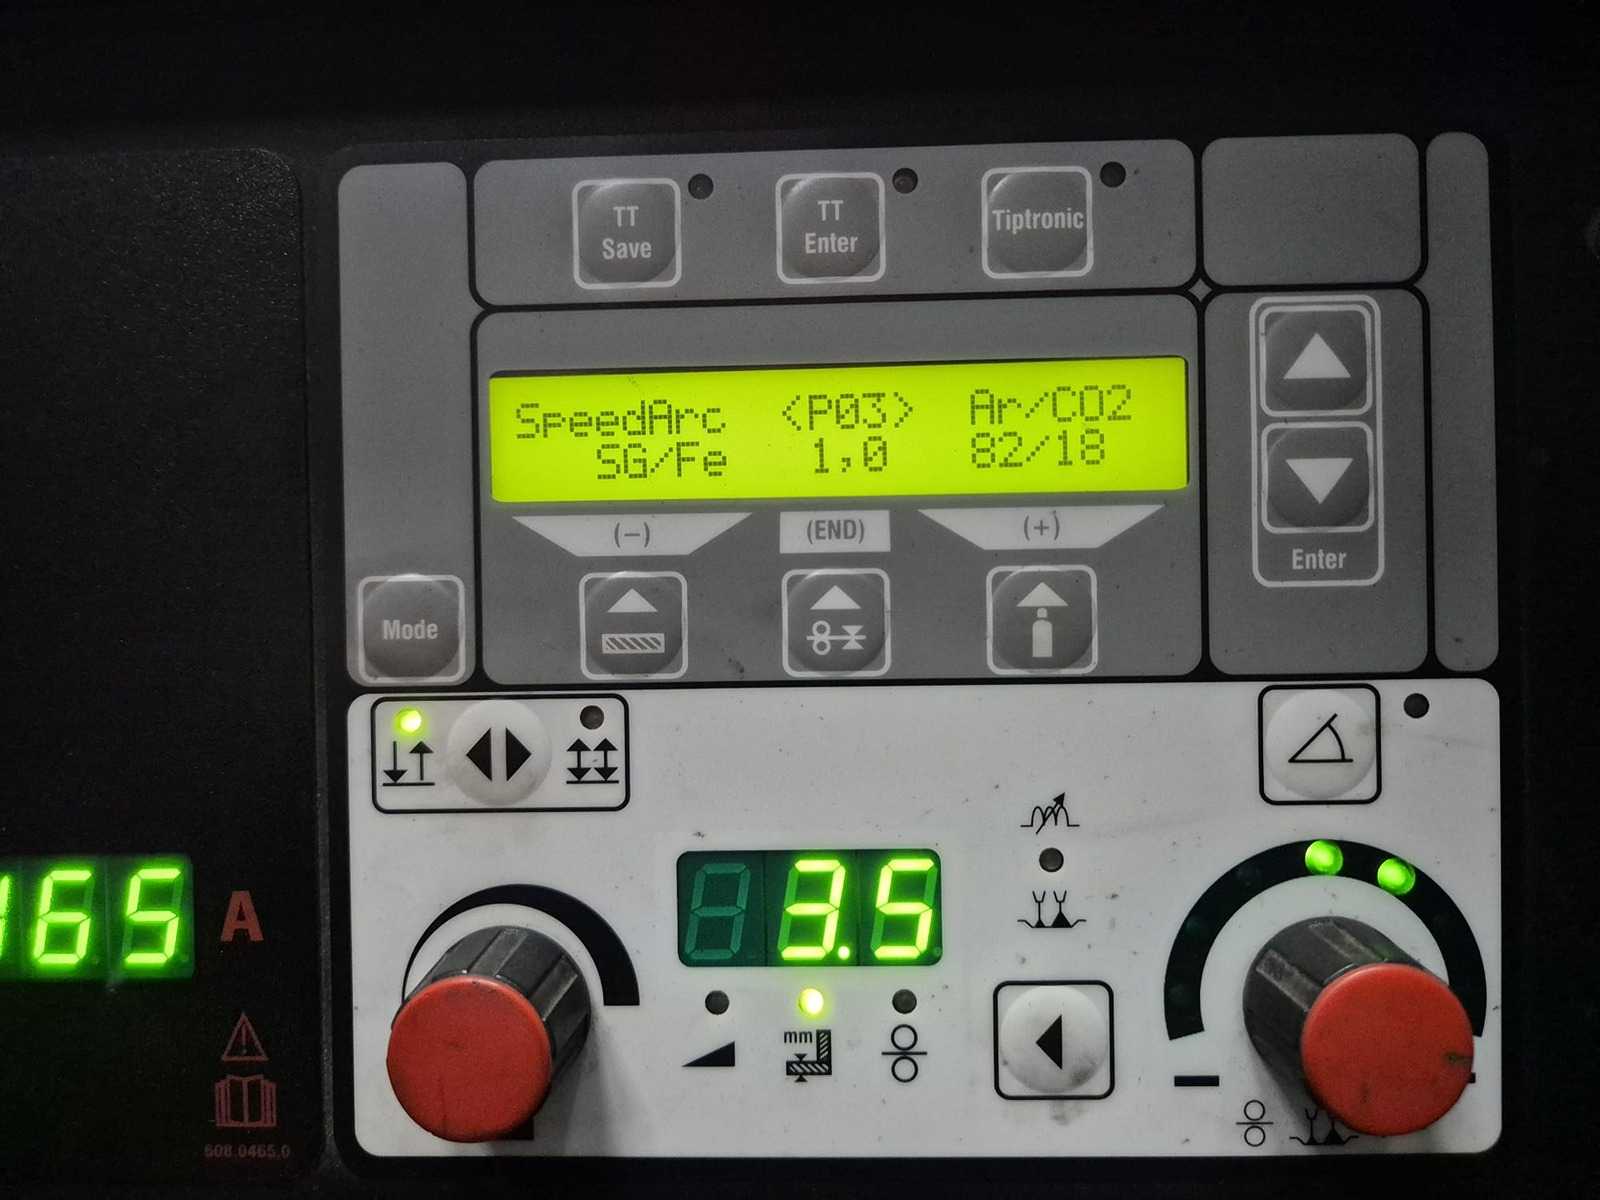 TT
Save
TT
Enter
Tiptronic
SpeedArc <P03> Ar/CO2
SG/Fe 1,0 82/18
(−) (END) (+)
Enter
Mode
3.5
165 A
mm
608.0465.0